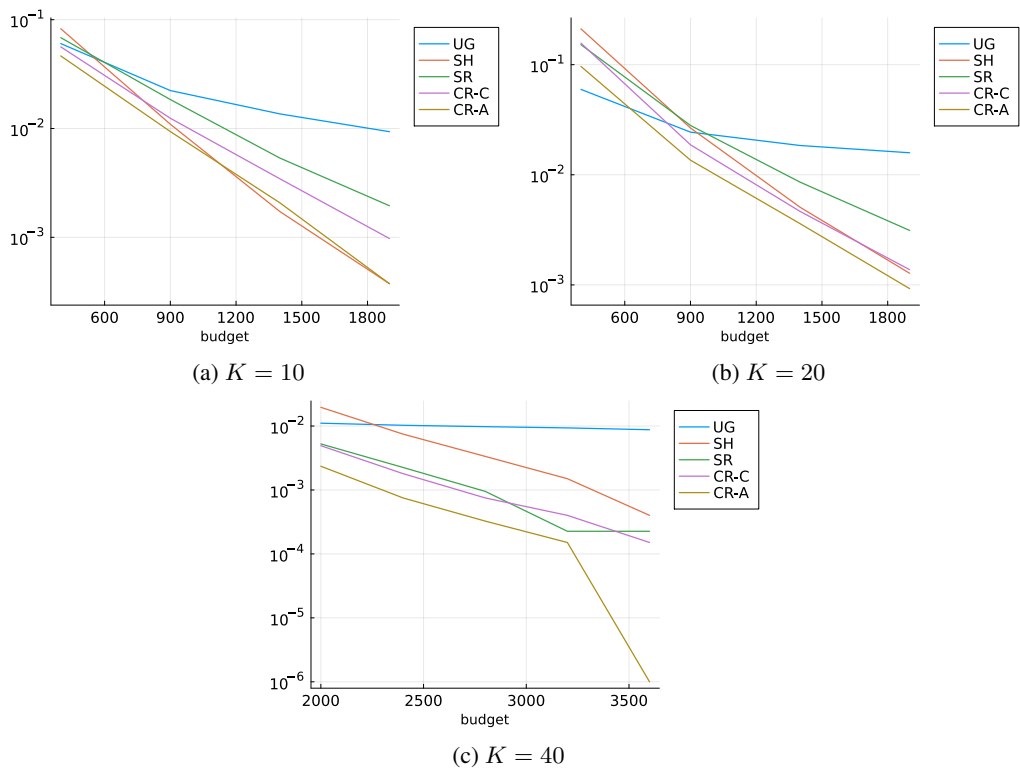 10⁻¹
10⁻²
10⁻³
600 900 1200 1500 1800
budget
UG
SH
SR
CR-C
CR-A
(a) K = 10
10⁻¹
10⁻²
10⁻³
600 900 1200 1500 1800
budget
UG
SH
SR
CR-C
CR-A
(b) K = 20
10⁻²
10⁻³
10⁻⁴
10⁻⁵
10⁻⁶
2000 2500 3000 3500
budget
UG
SH
SR
CR-C
CR-A
(c) K = 40